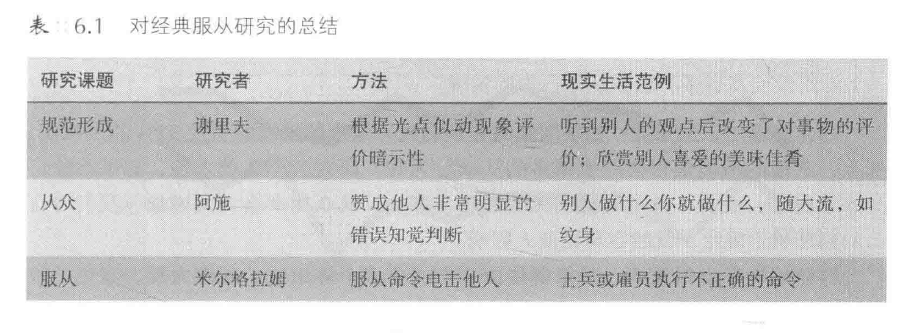 表 6.1 对经典服从研究的总结
研究课题 研究者 方法 现实生活范例
规范形成 谢里夫 根据光点似动现象评 听到别人的观点后改变了对事物的评
价暗示性 价；欣赏别人喜爱的美味佳肴
从众 阿施 赞成他人非常明显的 别人做什么你就做什么，随大流，如
错误知觉判断 纹身
服从 米尔格拉姆 服从命令电击他人 士兵或雇员执行不正确的命令